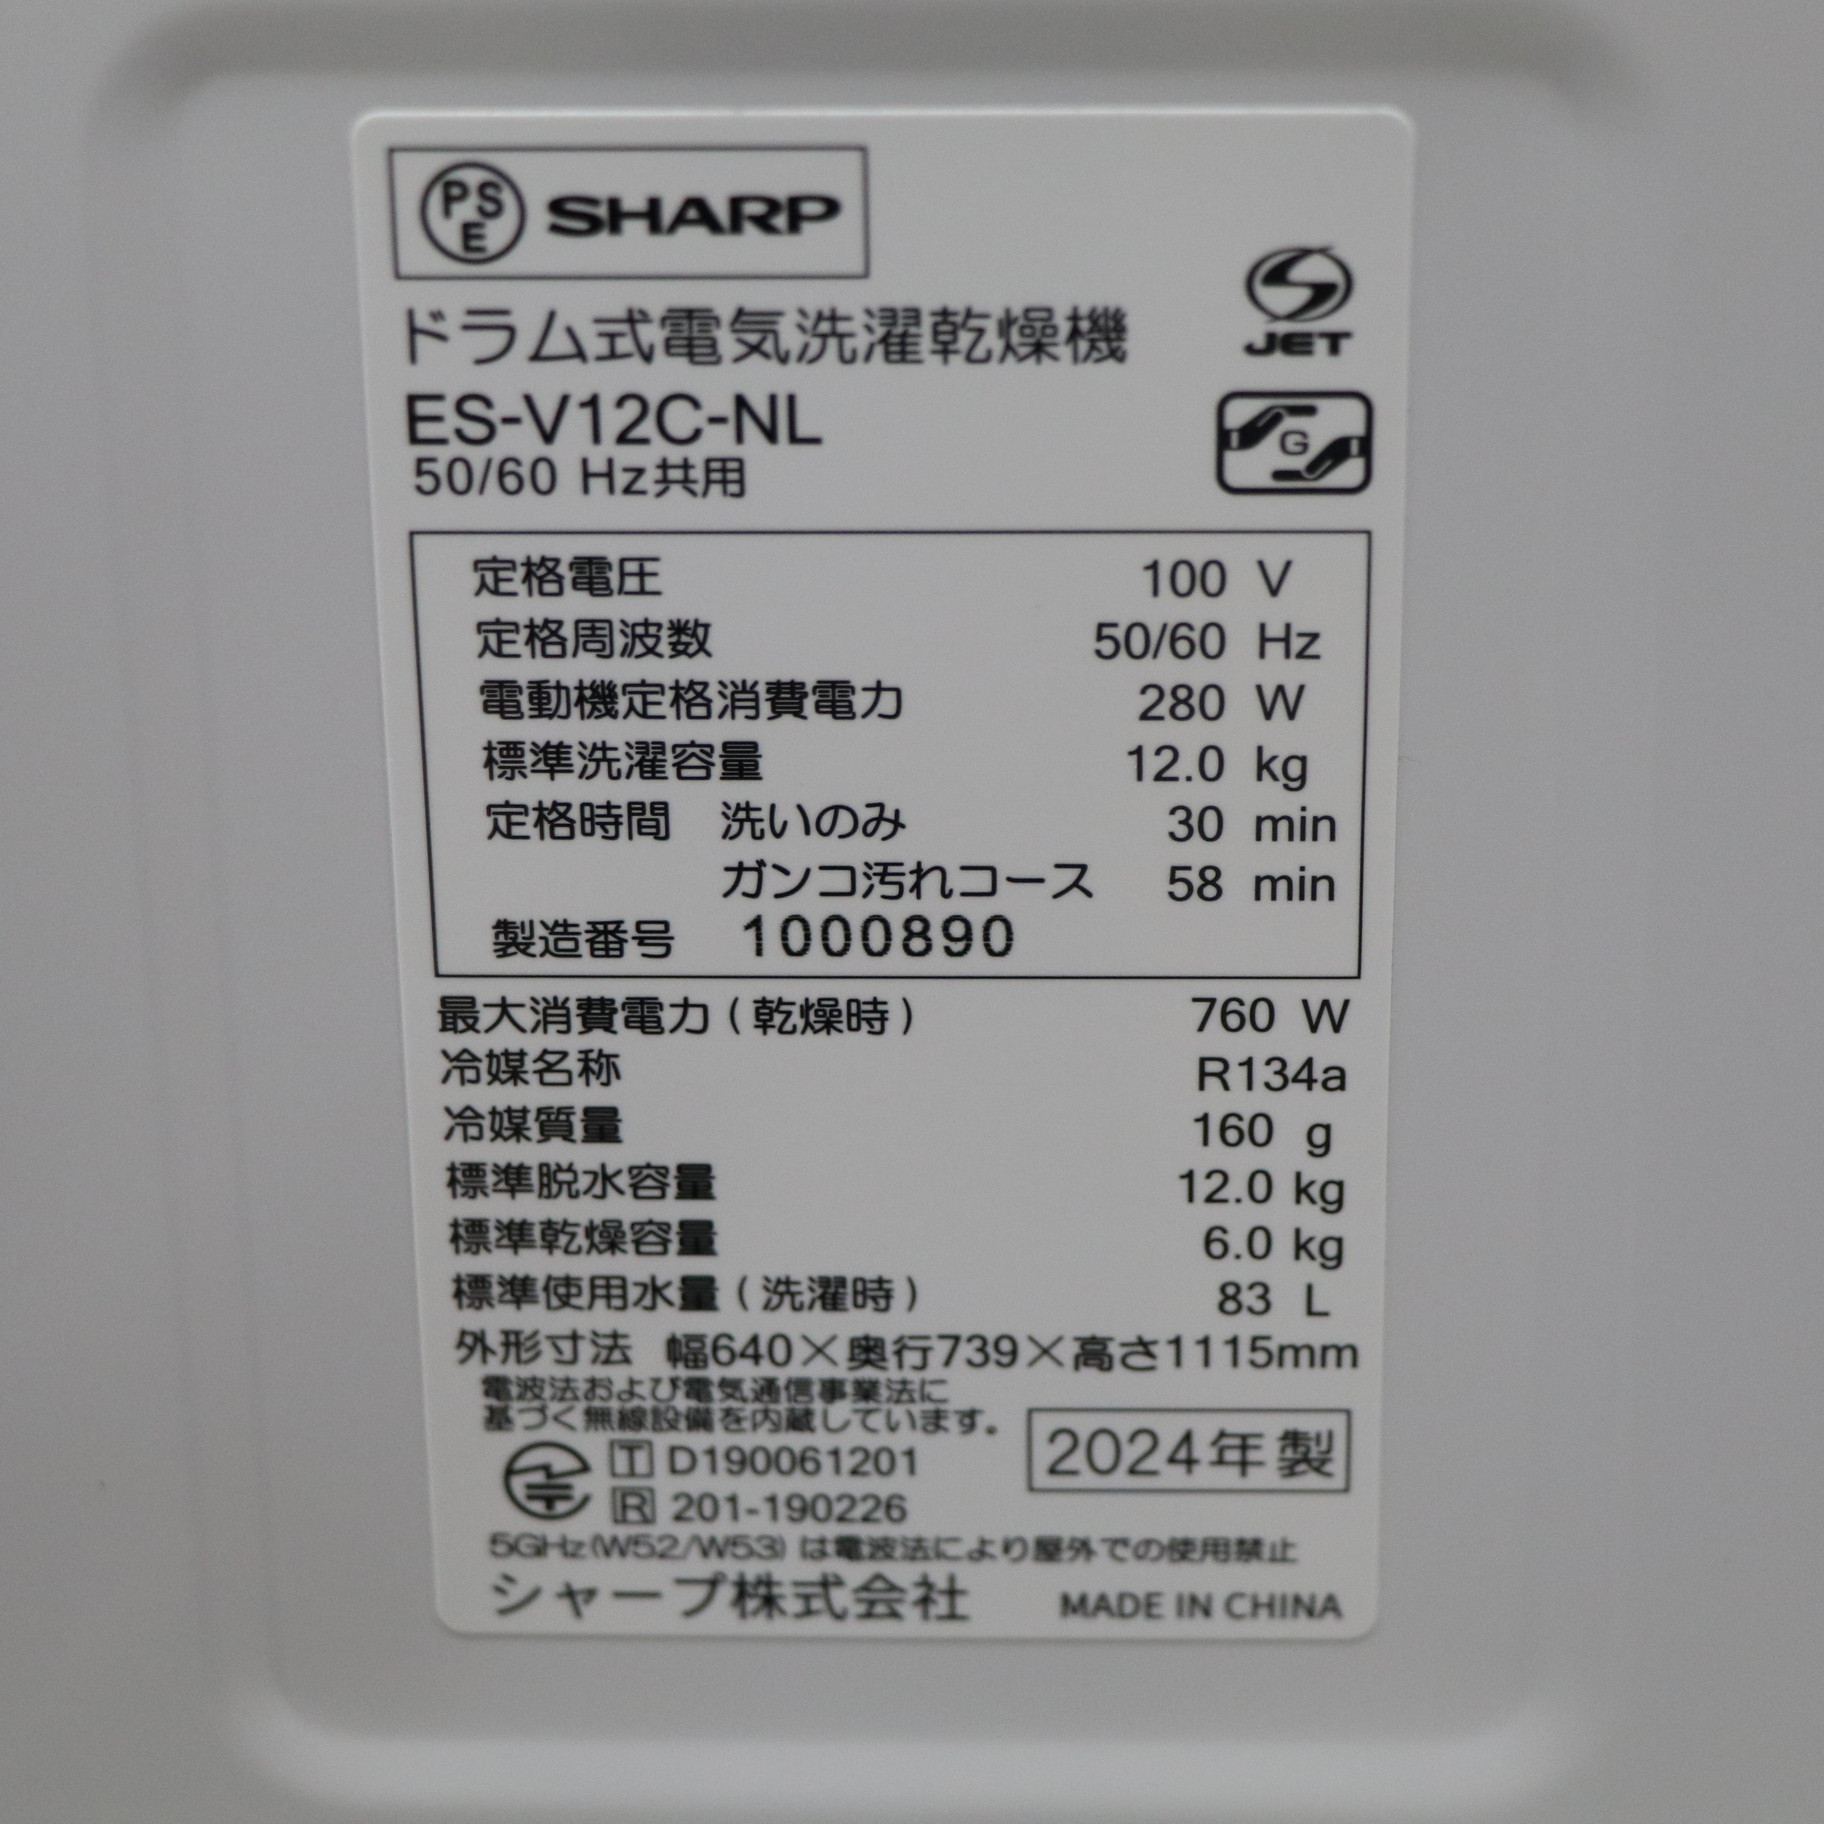 PSE SHARP
ドラム式電気洗濯乾燥機
S JET
ES-V12C-NL
G
50/60 Hz共用
定格電圧 100 V
定格周波数 50/60 Hz
電動機定格消費電力 280 W
標準洗濯容量 12.0 kg
定格時間 洗いのみ 30 min
ガンコ汚れコース 58 min
製造番号 1000890
最大消費電力(乾燥時) 760 W
冷媒名称 R134a
冷媒質量 160 g
標準脱水容量 12.0 kg
標準乾燥容量 6.0 kg
標準使用水量(洗濯時) 83 L
外形寸法 幅640×奥行739×高さ1115mm
電波法および電気通信事業法に
基づく無線設備を内蔵しています。
T D190061201
R 201-190226
2024年製
5GHz(W52/W53)は電波法により屋外での使用禁止
シャープ株式会社 MADE IN CHINA